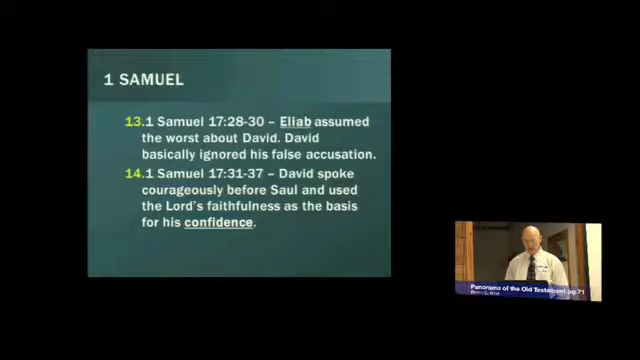 1 SAMUEL
13. 1 Samuel 17:28-30 – Eliab assumed
the worst about David. David
basically ignored his false accusation.
14. 1 Samuel 17:31-37 – David spoke
courageously before Saul and used
the Lord's faithfulness as the basis
for his confidence.
Panorama of the Old Testament pg.71